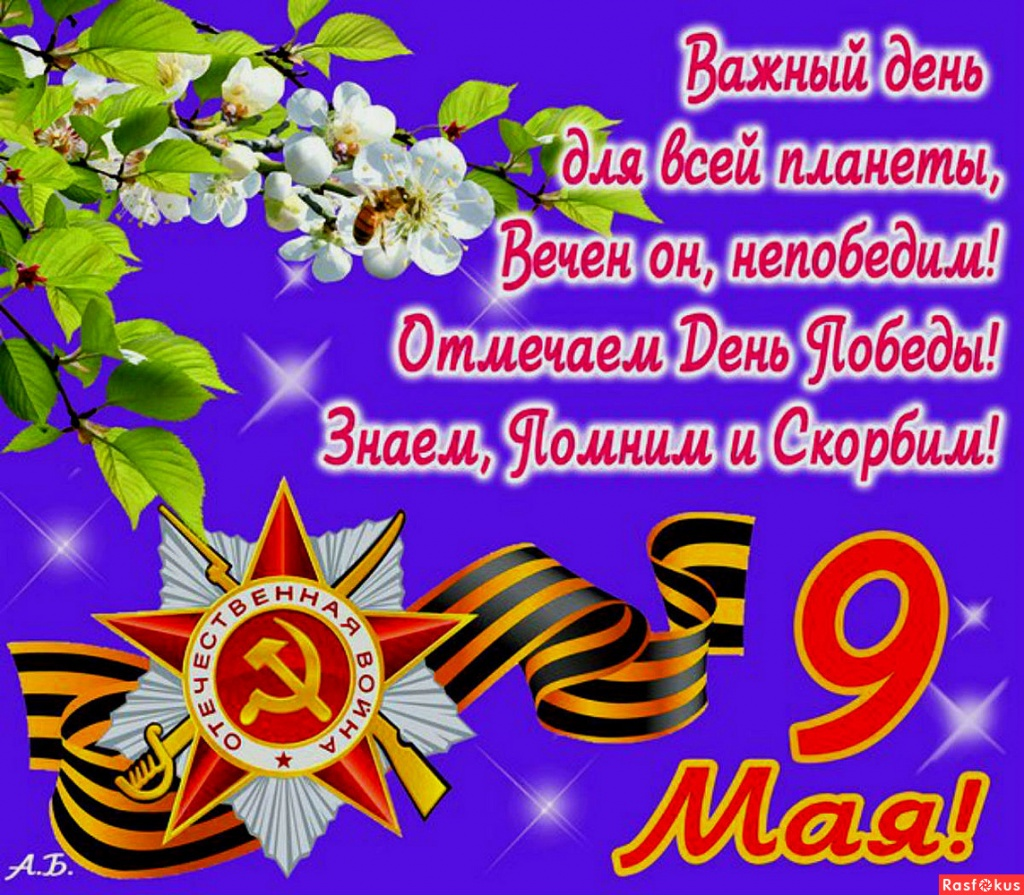 Важный день
для всей планеты,
Вечен он, непобедим!
Отмечаем День Победы!
Знаем, Помним и Скорбим!
ОТЕЧЕСТВЕННАЯ ВОЙНА
9
Мая!
А.Б.
Rasfokus